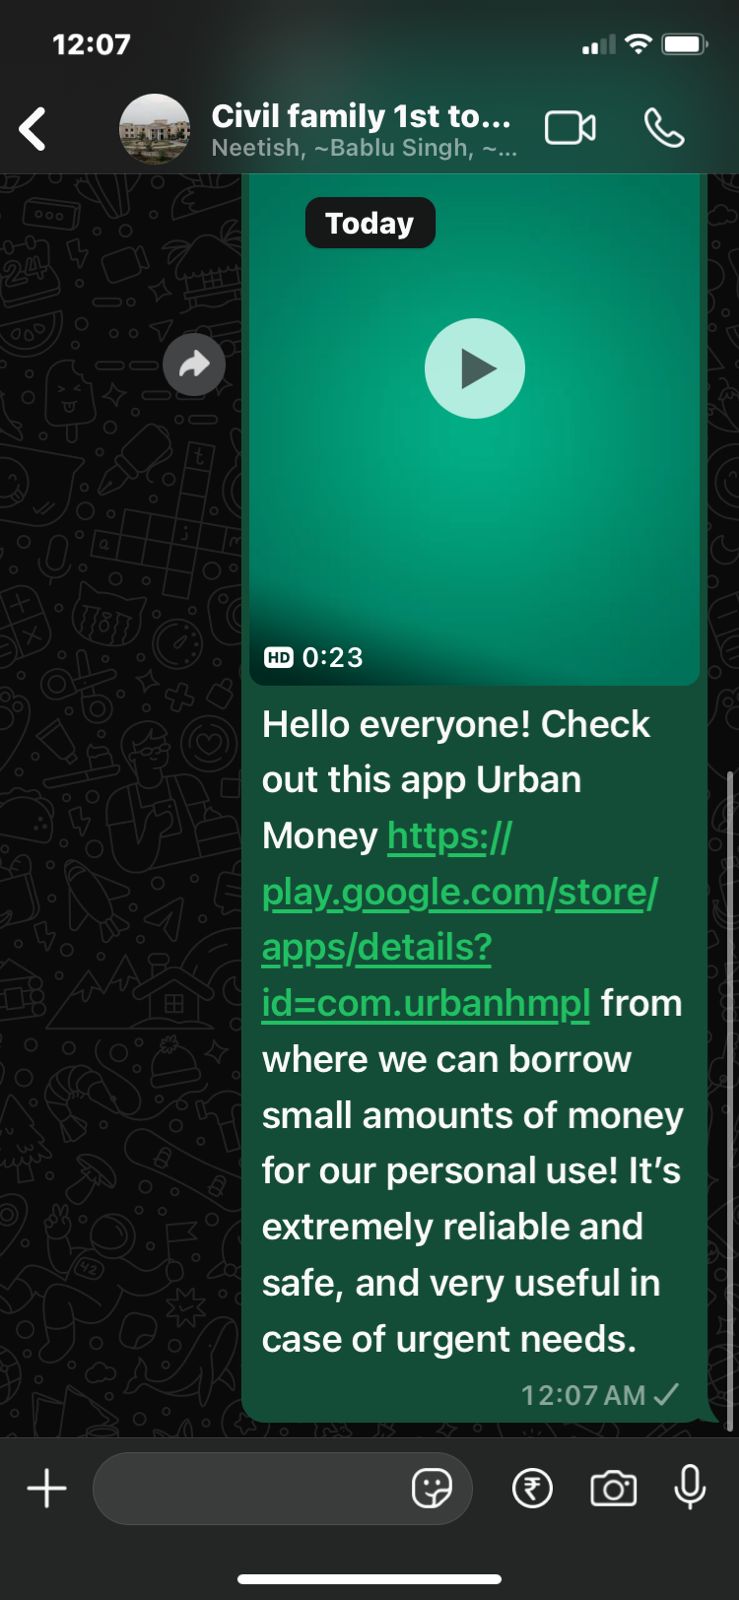 12:07
Civil family 1st to...
Neetish, ~Bablu Singh, ~...
Today
HD 0:23
Hello everyone! Check
out this app Urban
Money https://
play.google.com/store/
apps/details?
id=com.urbanhmpl from
where we can borrow
small amounts of money
for our personal use! It’s
extremely reliable and
safe, and very useful in
case of urgent needs.
12:07 AM